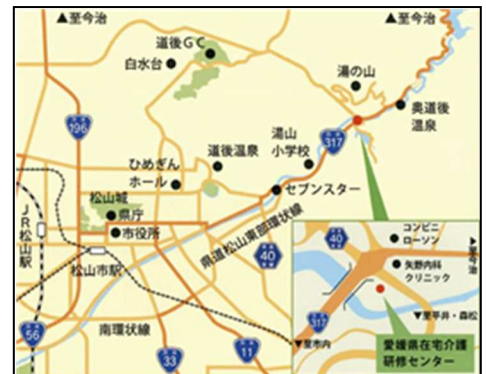 ▲至今治
▲至今治
道後GC
白水台
湯の山
奥道後
温泉
196
317
湯山
小学校
道後温泉
ひめぎん
ホール
セブンスター
松山城
県庁
市役所
JR松山駅
松山市駅
県道松山東部環状線
40
南環状線
56
33
11
40
コンビニ
ローソン
▲至今治
矢野内科
クリニック
317
▼至市内
▼至平井・森松
愛媛県在宅介護
研修センター